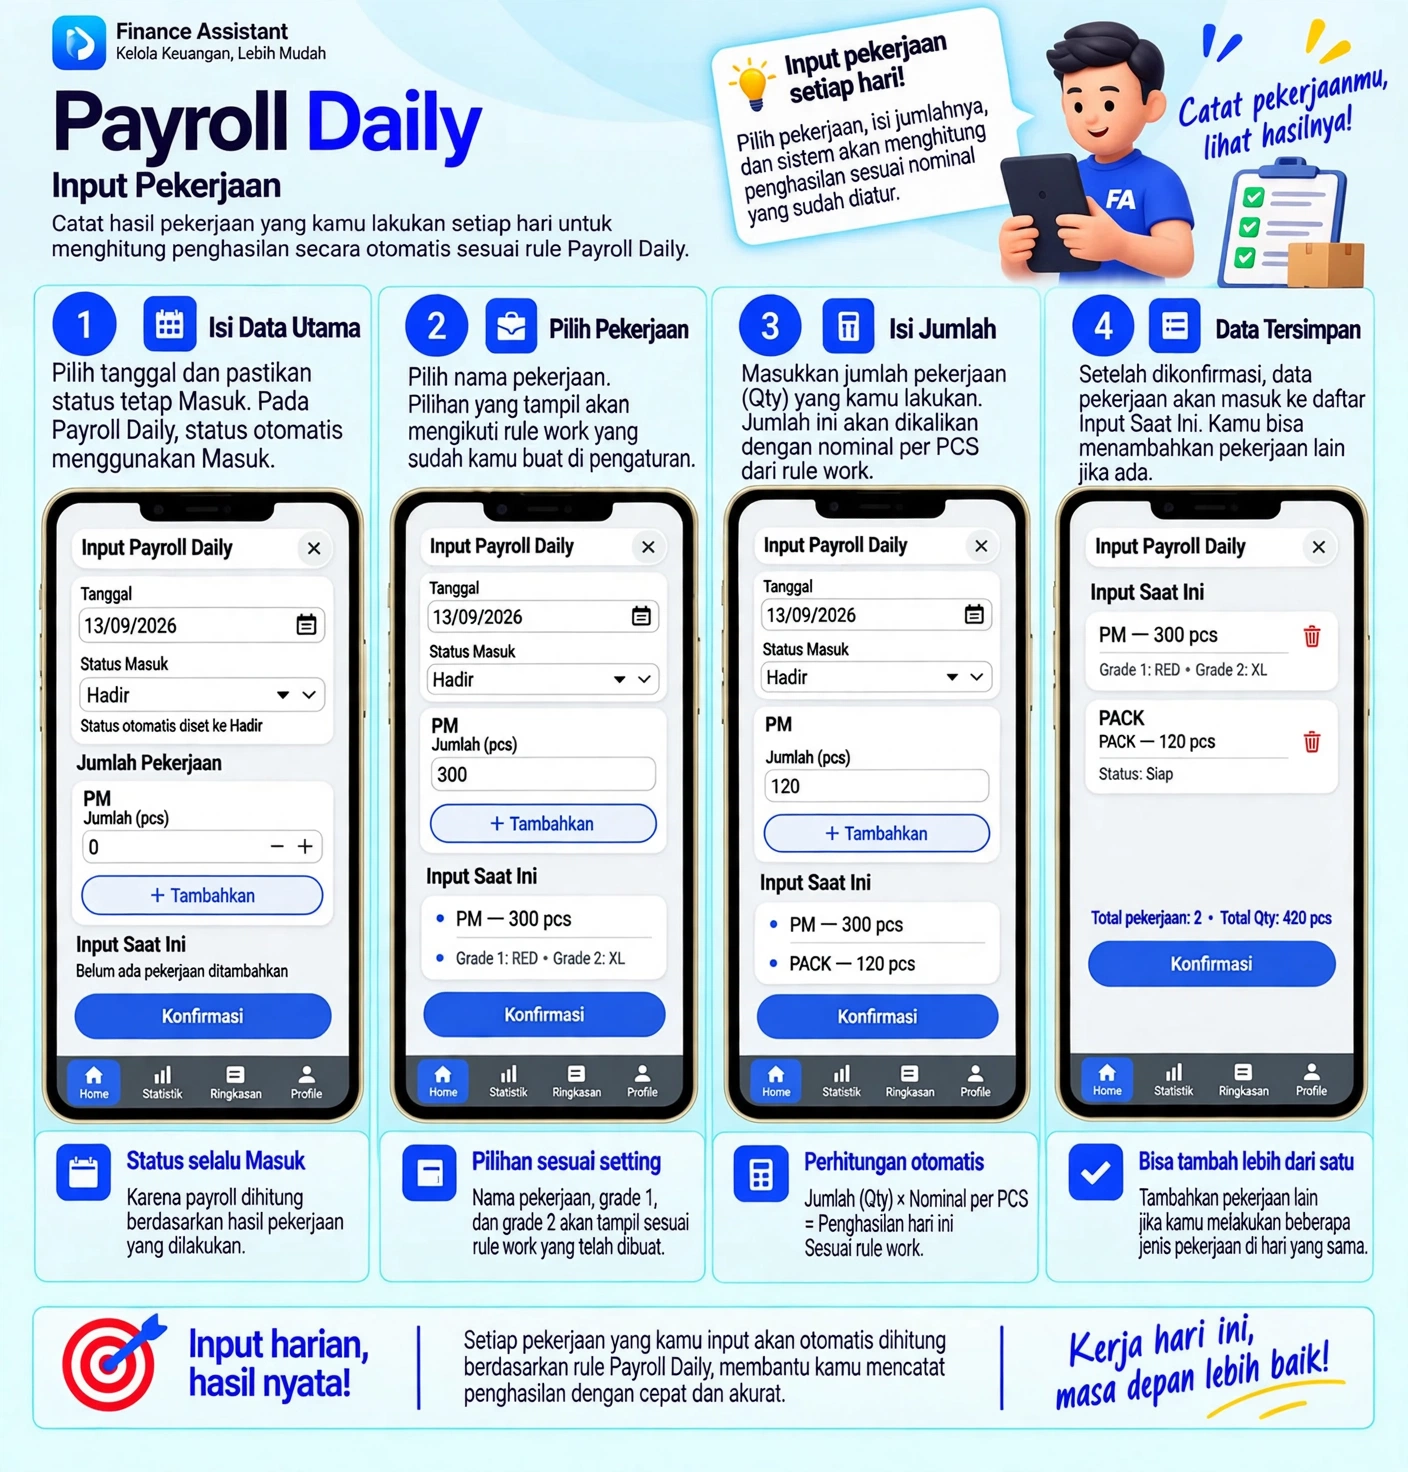 Finance Assistant
Kelola Keuangan, Lebih Mudah
Payroll Daily
Input Pekerjaan
Catat hasil pekerjaan yang kamu lakukan setiap hari untuk
menghitung penghasilan secara otomatis sesuai rule Payroll Daily.
Input pekerjaan
setiap hari!
Pilih pekerjaan, isi jumlahnya,
dan sistem akan menghitung
penghasilan sesuai nominal
yang sudah diatur.
FA
Catat pekerjaanmu,
lihat hasilnya!
1
Isi Data Utama
Pilih tanggal dan pastikan
status tetap Masuk. Pada
Payroll Daily, status otomatis
menggunakan Masuk.
Input Payroll Daily
Tanggal
13/09/2026
Status Masuk
Hadir
Status otomatis diset ke Hadir
Jumlah Pekerjaan
PM
Jumlah (pcs)
0 − +
+ Tambahkan
Input Saat Ini
Belum ada pekerjaan ditambahkan
Konfirmasi
Home Statistik Ringkasan Profile
Status selalu Masuk
Karena payroll dihitung
berdasarkan hasil pekerjaan
yang dilakukan.
2
Pilih Pekerjaan
Pilih nama pekerjaan.
Pilihan yang tampil akan
mengikuti rule work yang
sudah kamu buat di pengaturan.
Input Payroll Daily
Tanggal
13/09/2026
Status Masuk
Hadir
PM
Jumlah (pcs)
300
+ Tambahkan
Input Saat Ini
• PM — 300 pcs
• Grade 1: RED • Grade 2: XL
Konfirmasi
Home Statistik Ringkasan Profile
Pilihan sesuai setting
Nama pekerjaan, grade 1,
dan grade 2 akan tampil sesuai
rule work yang telah dibuat.
3
Isi Jumlah
Masukkan jumlah pekerjaan
(Qty) yang kamu lakukan.
Jumlah ini akan dikalikan
dengan nominal per PCS
dari rule work.
Input Payroll Daily
Tanggal
13/09/2026
Status Masuk
Hadir
PM
Jumlah (pcs)
120
+ Tambahkan
Input Saat Ini
• PM — 300 pcs
• PACK — 120 pcs
Konfirmasi
Home Statistik Ringkasan Profile
Perhitungan otomatis
Jumlah (Qty) × Nominal per PCS
= Penghasilan hari ini
Sesuai rule work.
4
Data Tersimpan
Setelah dikonfirmasi, data
pekerjaan akan masuk ke daftar
Input Saat Ini. Kamu bisa
menambahkan pekerjaan lain
jika ada.
Input Payroll Daily
Input Saat Ini
PM — 300 pcs
Grade 1: RED • Grade 2: XL
PACK
PACK — 120 pcs
Status: Siap
Total pekerjaan: 2 • Total Qty: 420 pcs
Konfirmasi
Home Statistik Ringkasan Profile
Bisa tambah lebih dari satu
Tambahkan pekerjaan lain
jika kamu melakukan beberapa
jenis pekerjaan di hari yang sama.
Input harian,
hasil nyata!
Setiap pekerjaan yang kamu input akan otomatis dihitung
berdasarkan rule Payroll Daily, membantu kamu mencatat
penghasilan dengan cepat dan akurat.
Kerja hari ini,
masa depan lebih baik!